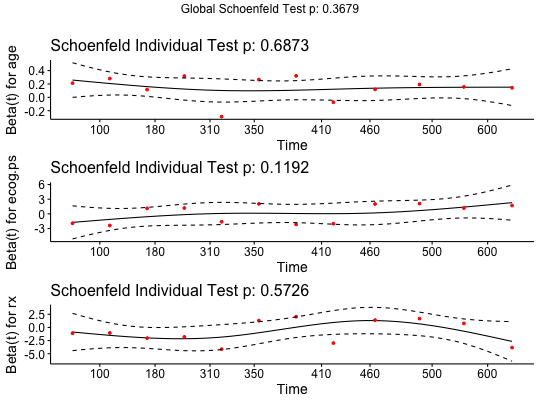 Global Schoenfeld Test p: 0.3679
Schoenfeld Individual Test p: 0.6873
Beta(t) for age
0.4
0.2
0.0
-0.2
100 180 310 350 410 460 500 600
Time
Schoenfeld Individual Test p: 0.1192
Beta(t) for ecog.ps
6
3
0
-3
100 180 310 350 410 460 500 600
Time
Schoenfeld Individual Test p: 0.5726
Beta(t) for rx
2.5
0.0
-2.5
-5.0
100 180 310 350 410 460 500 600
Time